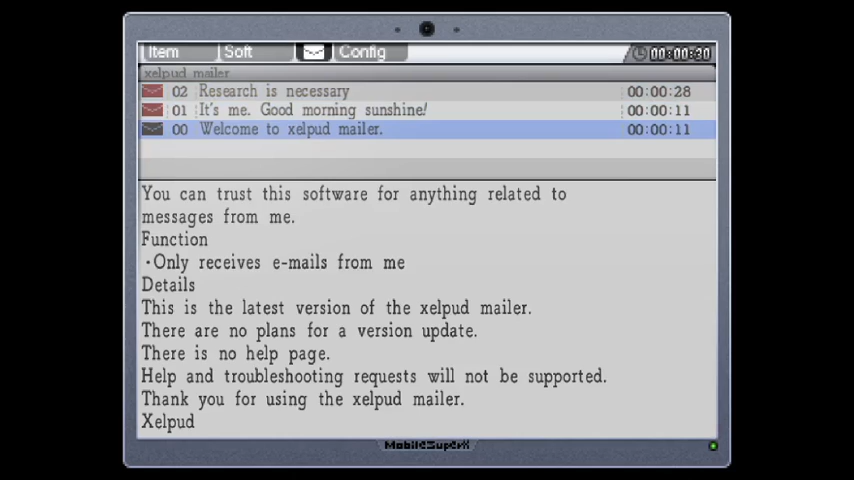 Item Soft Config 00:00:30
xelpud mailer
02 Research is necessary 00:00:28
01 It's me. Good morning sunshine! 00:00:11
00 Welcome to xelpud mailer. 00:00:11
You can trust this software for anything related to
messages from me.
Function
・Only receives e-mails from me
Details
This is the latest version of the xelpud mailer.
There are no plans for a version update.
There is no help page.
Help and troubleshooting requests will not be supported.
Thank you for using the xelpud mailer.
Xelpud
MobileSuperX